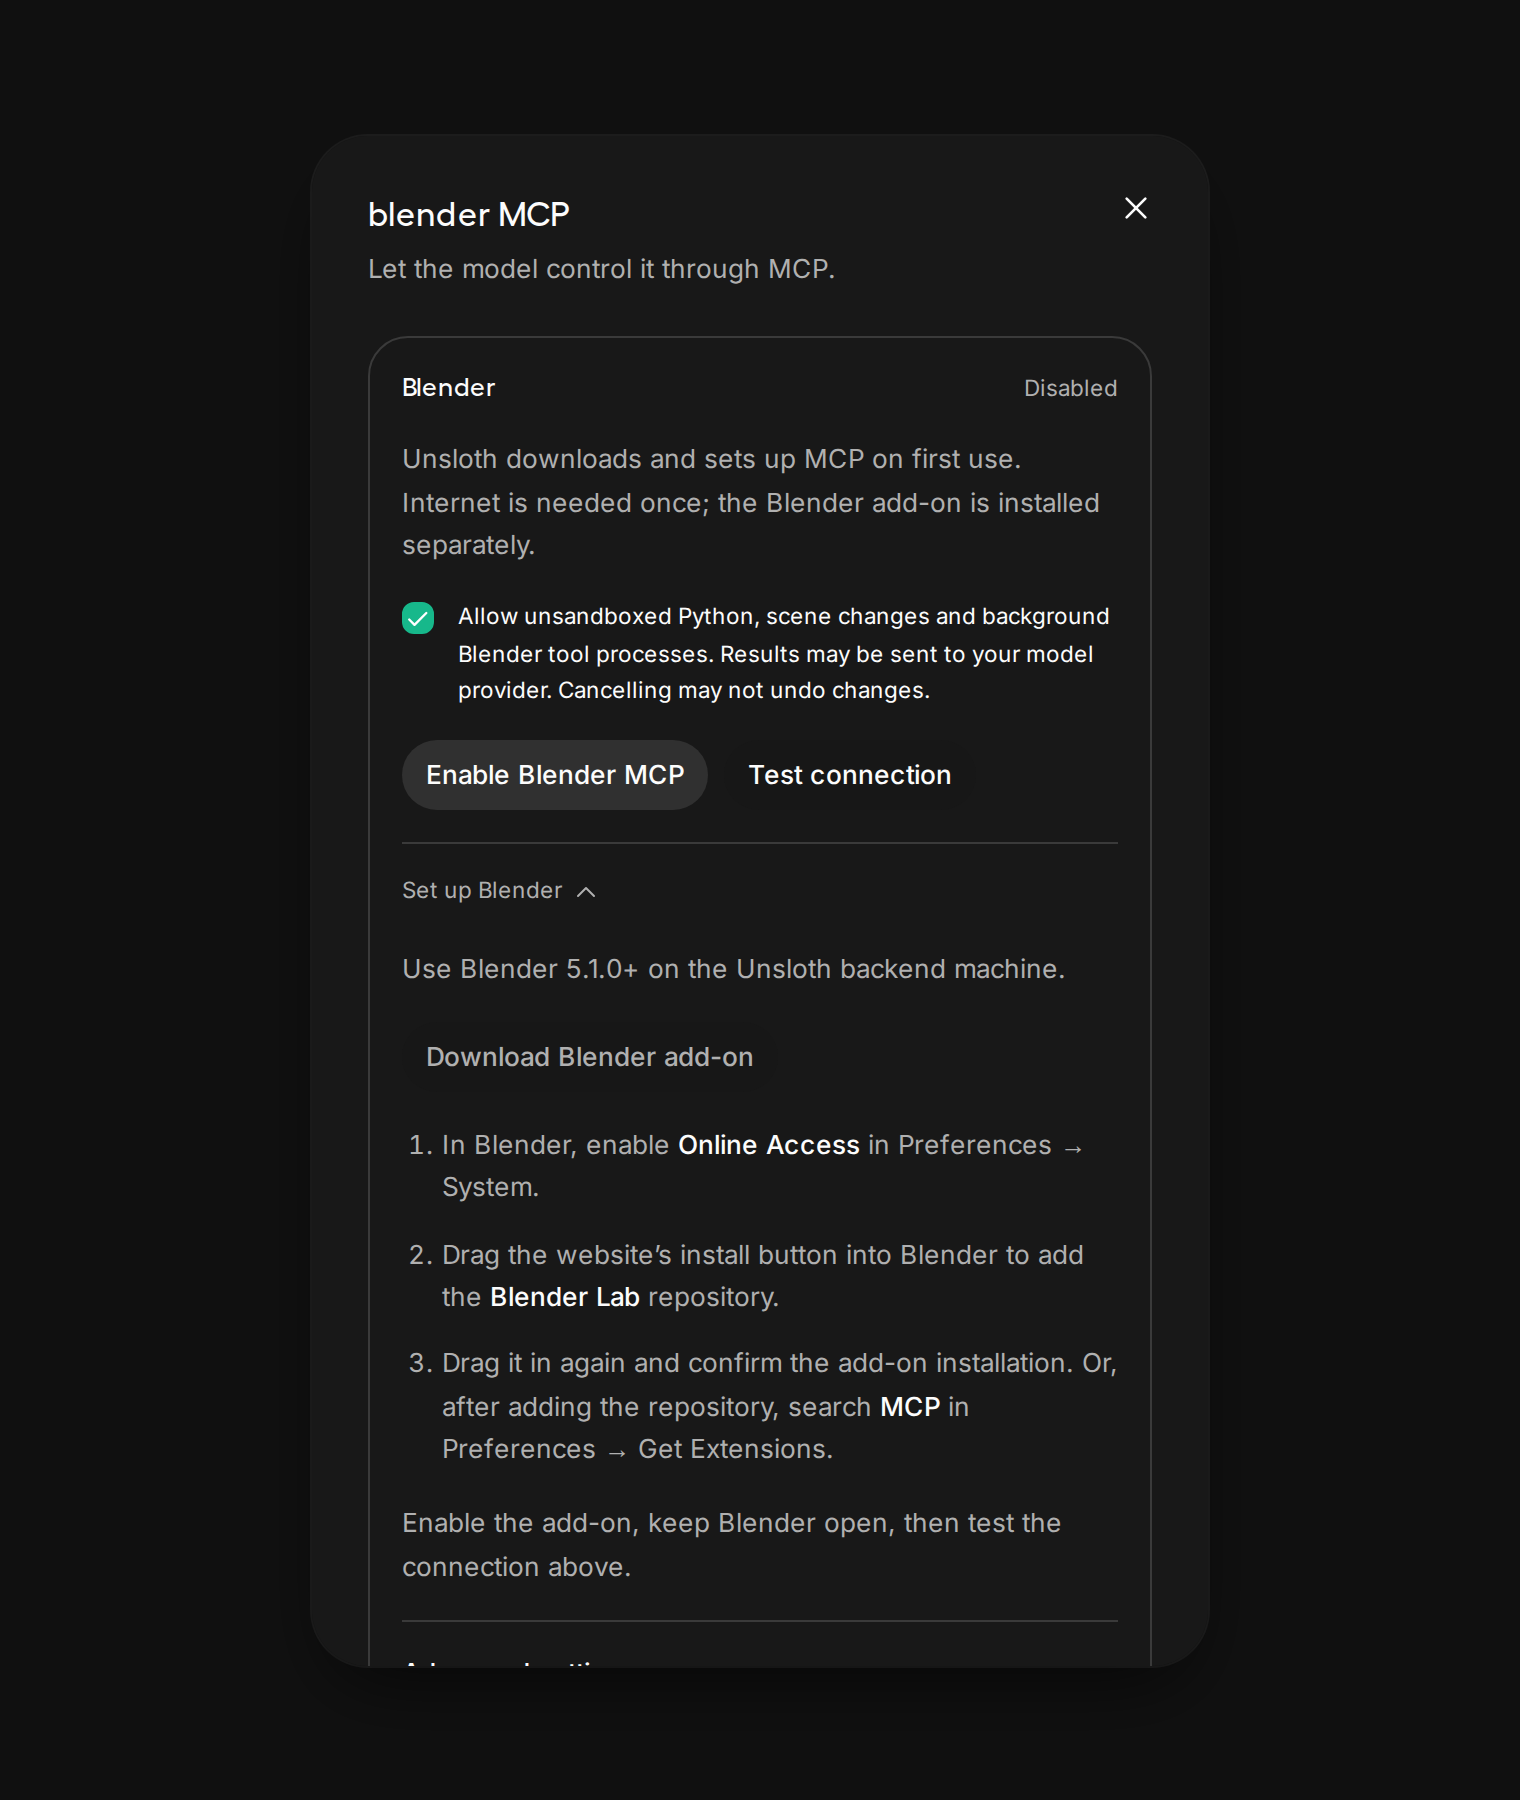 blender MCP
Let the model control it through MCP.
Blender
Disabled
Unsloth downloads and sets up MCP on first use.
Internet is needed once; the Blender add-on is installed
separately.
Allow unsandboxed Python, scene changes and background
Blender tool processes. Results may be sent to your model
provider. Cancelling may not undo changes.
Enable Blender MCP
Test connection
Set up Blender
Use Blender 5.1.0+ on the Unsloth backend machine.
Download Blender add-on
1. In Blender, enable Online Access in Preferences →
System.
2. Drag the website’s install button into Blender to add
the Blender Lab repository.
3. Drag it in again and confirm the add-on installation. Or,
after adding the repository, search MCP in
Preferences → Get Extensions.
Enable the add-on, keep Blender open, then test the
connection above.